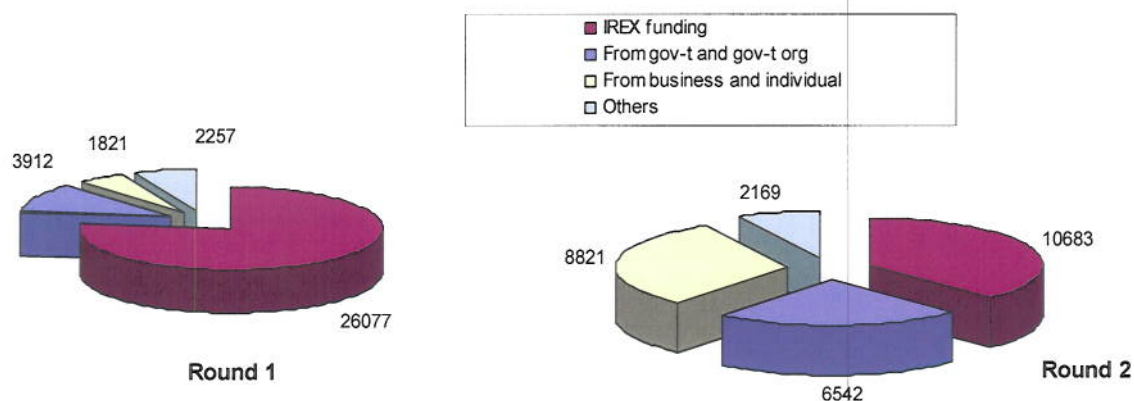 IREX funding
From gov-t and gov-t org
From business and individual
Others
3912
1821
2257
26077
Round 1
2169
8821
10683
6542
Round 2